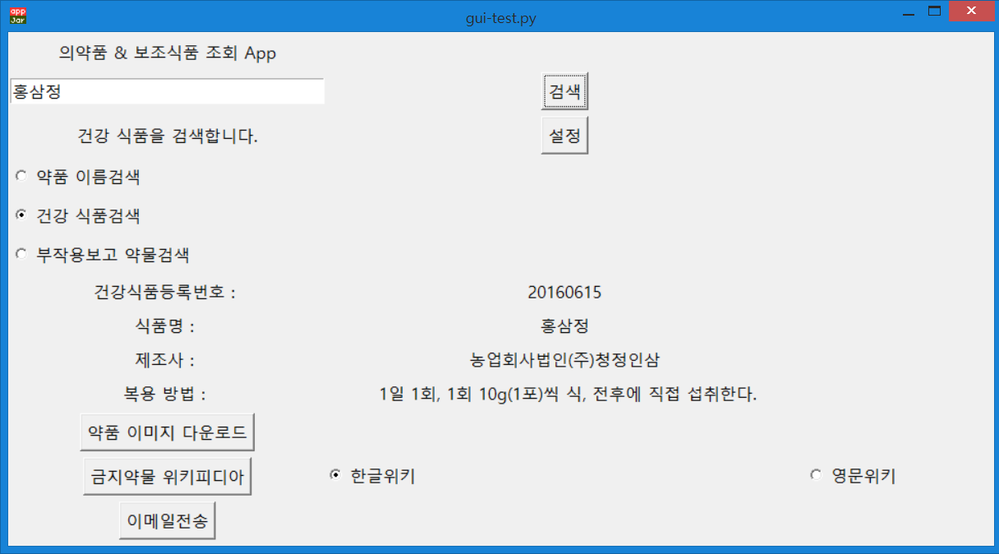 app
Jar
gui-test.py
의약품 & 보조식품 조회 App
홍삼정
검색
건강 식품을 검색합니다.
설정
약품 이름검색
건강 식품검색
부작용보고 약물검색
건강식품등록번호 : 20160615
식품명 : 홍삼정
제조사 : 농업회사법인(주)청정인삼
복용 방법 : 1일 1회, 1회 10g(1포)씩 식, 전후에 직접 섭취한다.
약품 이미지 다운로드
금지약물 위키피디아 한글위키 영문위키
이메일전송